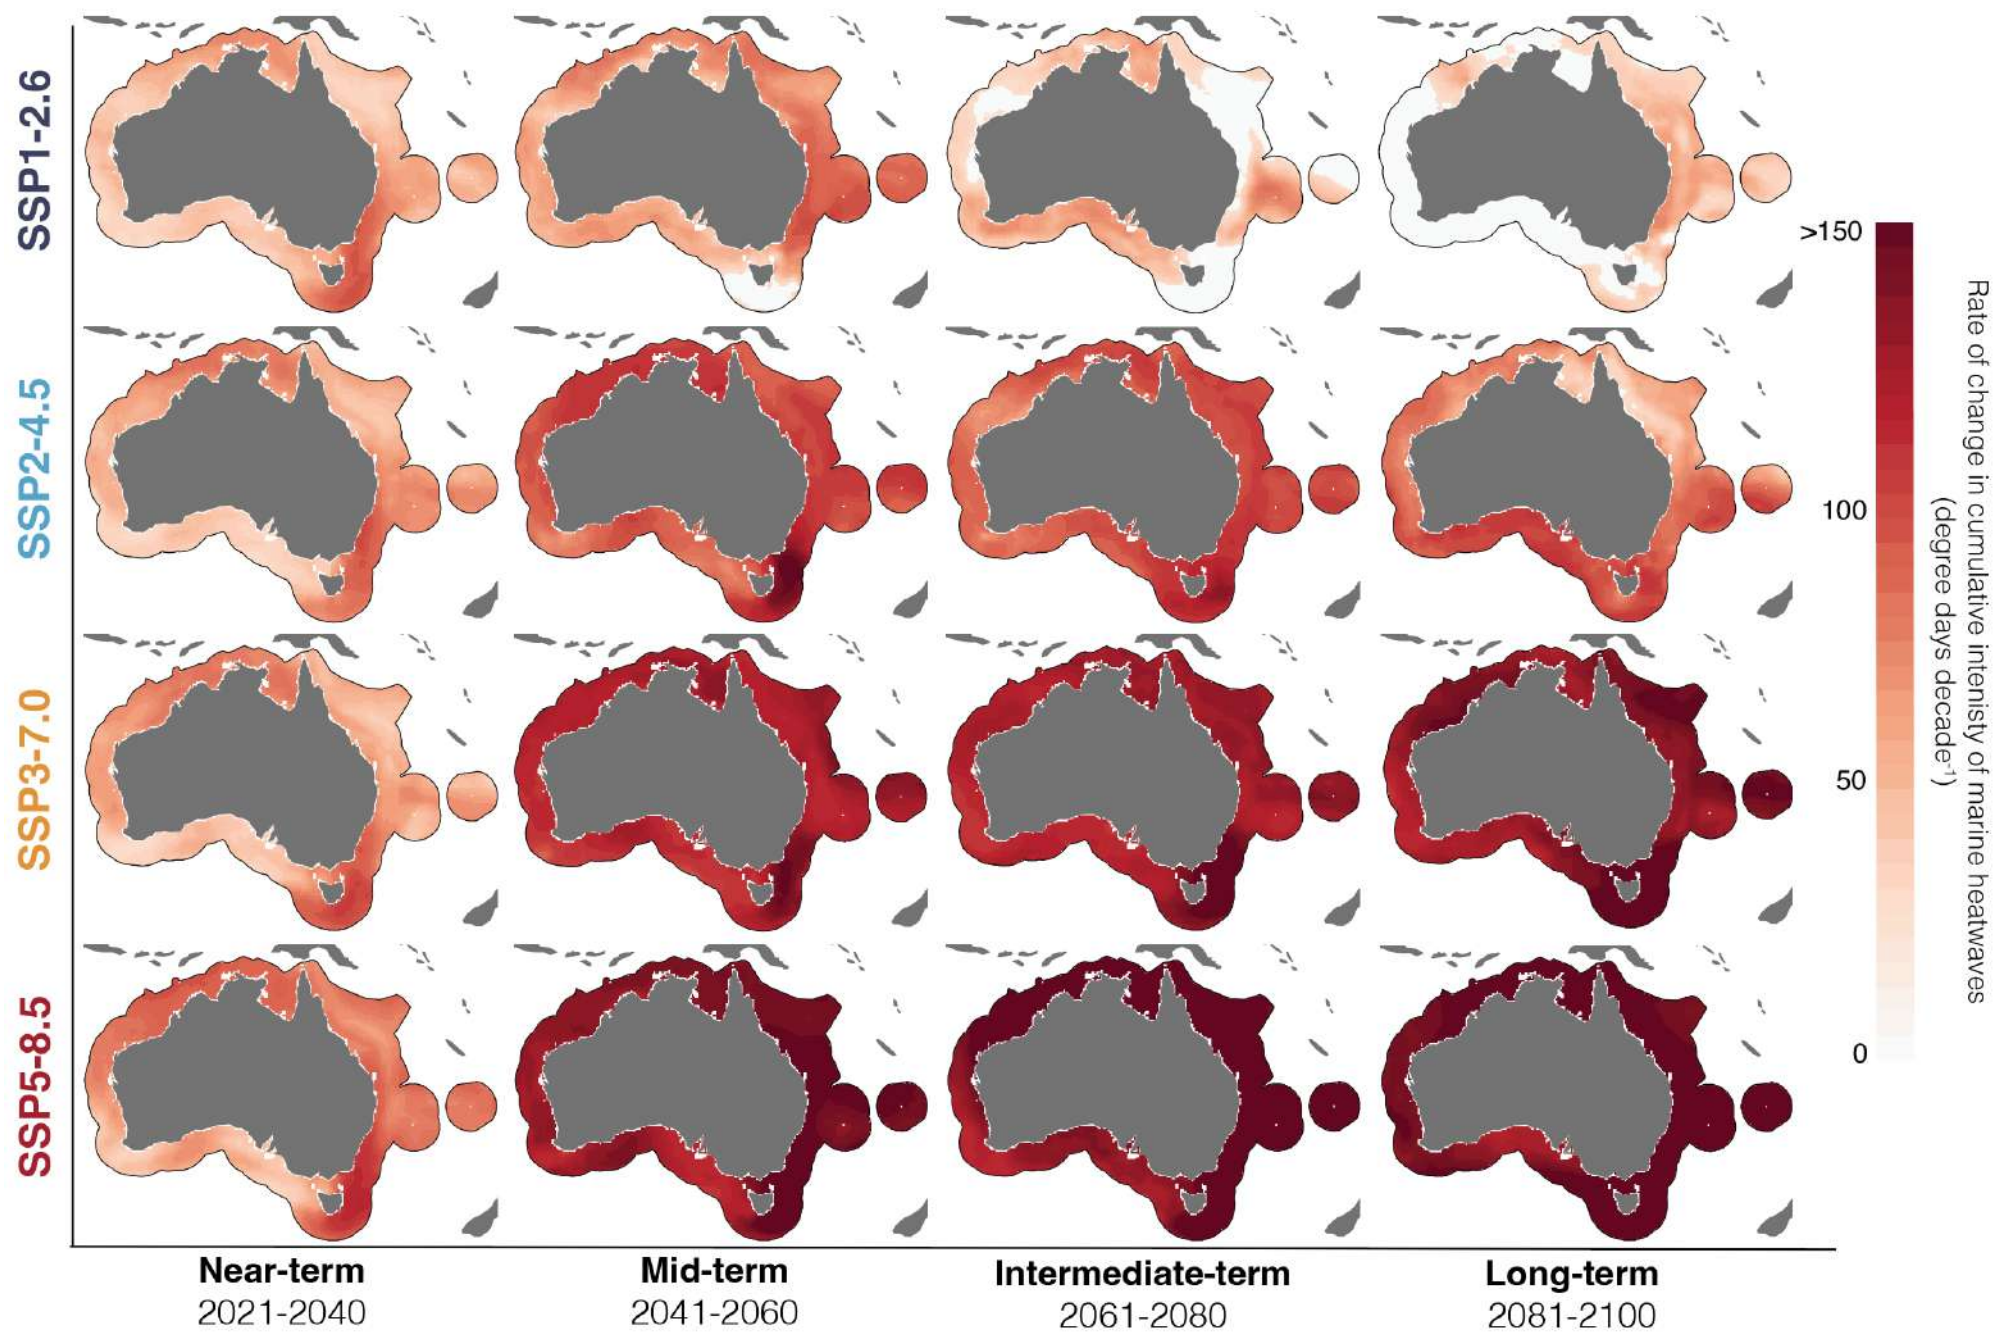 SSP1-2.6
SSP2-4.5
SSP3-7.0
SSP5-8.5
>150
100
50
0
Rate of change in cumulative intenisty of marine heatwaves
(degree days decade⁻¹)
Near-term
2021-2040
Mid-term
2041-2060
Intermediate-term
2061-2080
Long-term
2081-2100